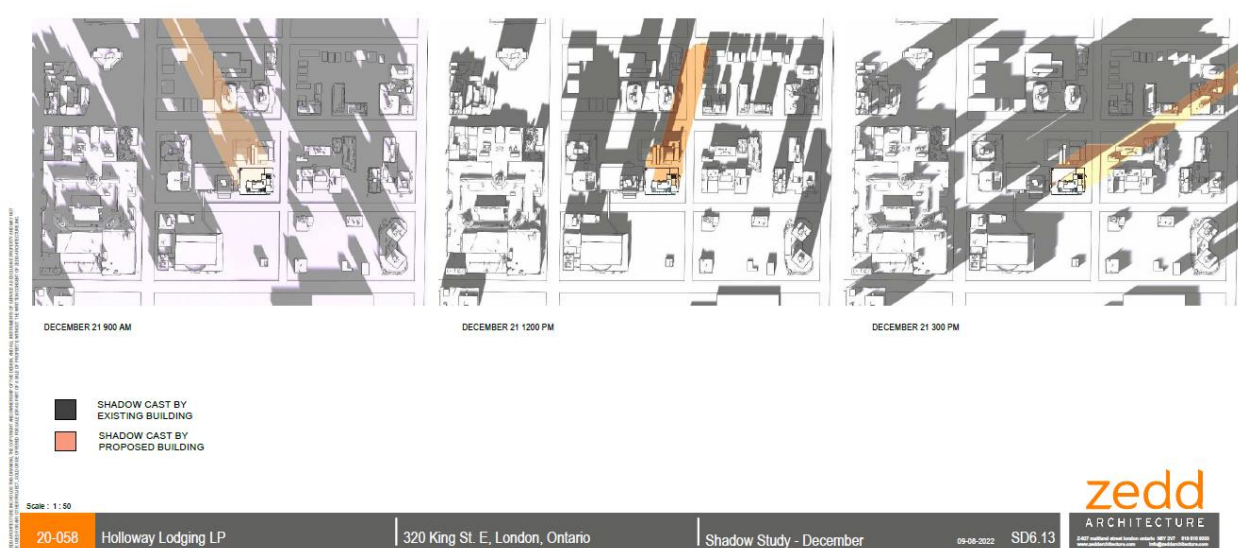 DECEMBER 21 900 AM
DECEMBER 21 1200 PM
DECEMBER 21 300 PM
SHADOW CAST BY
EXISTING BUILDING
SHADOW CAST BY
PROPOSED BUILDING
Scale : 1 : 50
zedd
ARCHITECTURE
20-058
Holloway Lodging LP
320 King St. E, London, Ontario
Shadow Study - December
09-08-2022
SD6.13